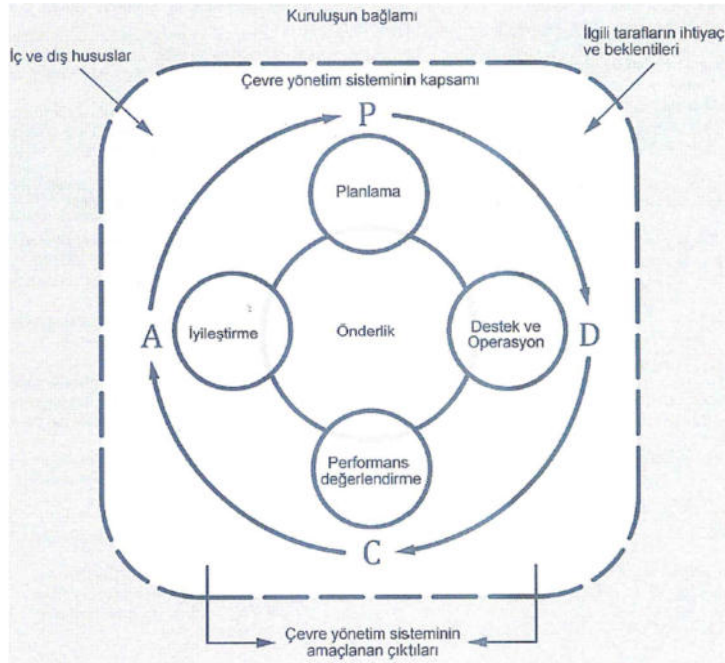 Kuruluşun bağlamı
İç ve dış hususlar
İlgili tarafların ihtiyaç
ve beklentileri
Çevre yönetim sisteminin kapsamı
P
Planlama
A
İyileştirme
Önderlik
Destek ve
Operasyon
D
Performans
değerlendirme
C
Çevre yönetim sisteminin
amaçlanan çıktıları